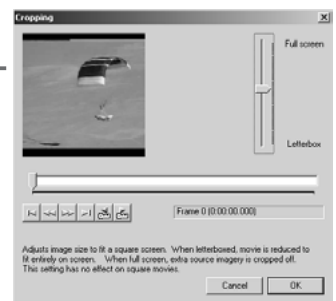 Cropping
Full screen
Letterbox
Frame 0 (0:00:00.000)
Adjusts image size to fit a square screen. When letterboxed, movie is reduced to
fit entirely on screen. When full screen, extra source imagery is cropped off.
This setting has no effect on square movies.
Cancel
OK